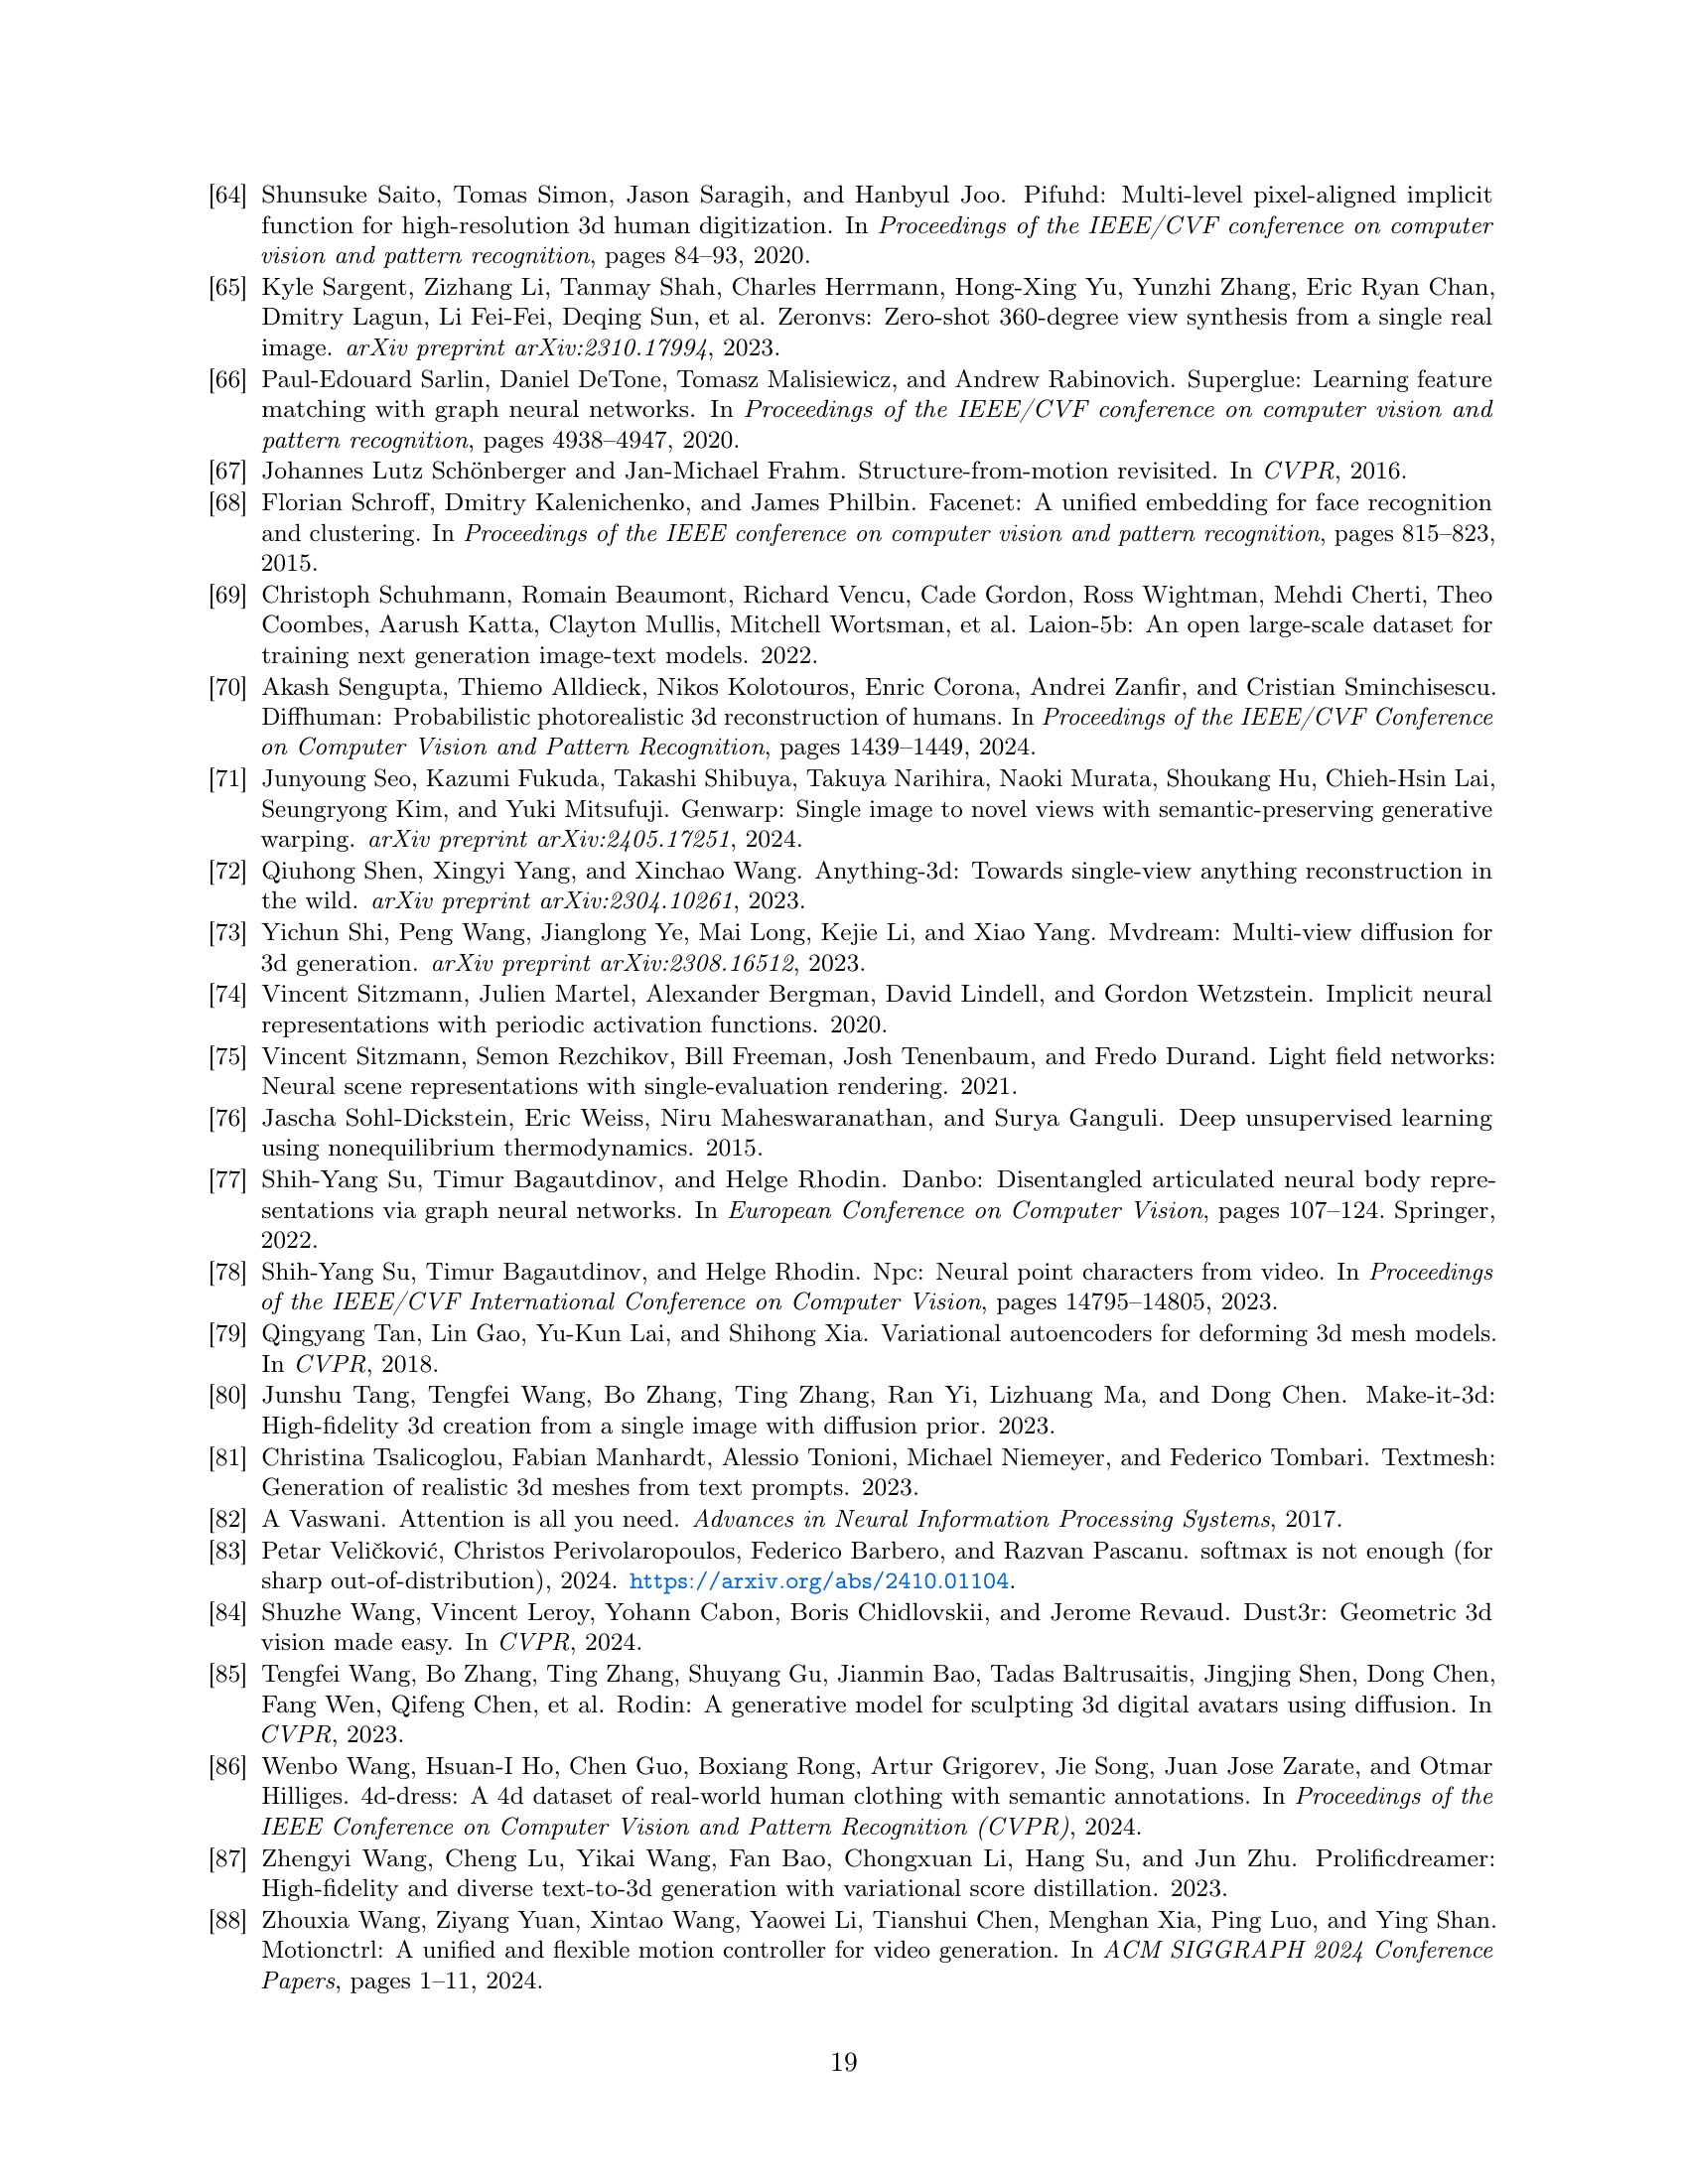 [64] Shunsuke Saito, Tomas Simon, Jason Saragih, and Hanbyul Joo. Pifuhd: Multi-level pixel-aligned implicit
function for high-resolution 3d human digitization. In Proceedings of the IEEE/CVF conference on computer
vision and pattern recognition, pages 84–93, 2020.
[65] Kyle Sargent, Zizhang Li, Tanmay Shah, Charles Herrmann, Hong-Xing Yu, Yunzhi Zhang, Eric Ryan Chan,
Dmitry Lagun, Li Fei-Fei, Deqing Sun, et al. Zeronvs: Zero-shot 360-degree view synthesis from a single real
image. arXiv preprint arXiv:2310.17994, 2023.
[66] Paul-Edouard Sarlin, Daniel DeTone, Tomasz Malisiewicz, and Andrew Rabinovich. Superglue: Learning feature
matching with graph neural networks. In Proceedings of the IEEE/CVF conference on computer vision and
pattern recognition, pages 4938–4947, 2020.
[67] Johannes Lutz Schönberger and Jan-Michael Frahm. Structure-from-motion revisited. In CVPR, 2016.
[68] Florian Schroff, Dmitry Kalenichenko, and James Philbin. Facenet: A unified embedding for face recognition
and clustering. In Proceedings of the IEEE conference on computer vision and pattern recognition, pages 815–823,
2015.
[69] Christoph Schuhmann, Romain Beaumont, Richard Vencu, Cade Gordon, Ross Wightman, Mehdi Cherti, Theo
Coombes, Aarush Katta, Clayton Mullis, Mitchell Wortsman, et al. Laion-5b: An open large-scale dataset for
training next generation image-text models. 2022.
[70] Akash Sengupta, Thiemo Alldieck, Nikos Kolotouros, Enric Corona, Andrei Zanfir, and Cristian Sminchisescu.
Diffhuman: Probabilistic photorealistic 3d reconstruction of humans. In Proceedings of the IEEE/CVF Conference
on Computer Vision and Pattern Recognition, pages 1439–1449, 2024.
[71] Junyoung Seo, Kazumi Fukuda, Takashi Shibuya, Takuya Narihira, Naoki Murata, Shoukang Hu, Chieh-Hsin Lai,
Seungryong Kim, and Yuki Mitsufuji. Genwarp: Single image to novel views with semantic-preserving generative
warping. arXiv preprint arXiv:2405.17251, 2024.
[72] Qiuhong Shen, Xingyi Yang, and Xinchao Wang. Anything-3d: Towards single-view anything reconstruction in
the wild. arXiv preprint arXiv:2304.10261, 2023.
[73] Yichun Shi, Peng Wang, Jianglong Ye, Mai Long, Kejie Li, and Xiao Yang. Mvdream: Multi-view diffusion for
3d generation. arXiv preprint arXiv:2308.16512, 2023.
[74] Vincent Sitzmann, Julien Martel, Alexander Bergman, David Lindell, and Gordon Wetzstein. Implicit neural
representations with periodic activation functions. 2020.
[75] Vincent Sitzmann, Semon Rezchikov, Bill Freeman, Josh Tenenbaum, and Fredo Durand. Light field networks:
Neural scene representations with single-evaluation rendering. 2021.
[76] Jascha Sohl-Dickstein, Eric Weiss, Niru Maheswaranathan, and Surya Ganguli. Deep unsupervised learning
using nonequilibrium thermodynamics. 2015.
[77] Shih-Yang Su, Timur Bagautdinov, and Helge Rhodin. Danbo: Disentangled articulated neural body repre-
sentations via graph neural networks. In European Conference on Computer Vision, pages 107–124. Springer,
2022.
[78] Shih-Yang Su, Timur Bagautdinov, and Helge Rhodin. Npc: Neural point characters from video. In Proceedings
of the IEEE/CVF International Conference on Computer Vision, pages 14795–14805, 2023.
[79] Qingyang Tan, Lin Gao, Yu-Kun Lai, and Shihong Xia. Variational autoencoders for deforming 3d mesh models.
In CVPR, 2018.
[80] Junshu Tang, Tengfei Wang, Bo Zhang, Ting Zhang, Ran Yi, Lizhuang Ma, and Dong Chen. Make-it-3d:
High-fidelity 3d creation from a single image with diffusion prior. 2023.
[81] Christina Tsalicoglou, Fabian Manhardt, Alessio Tonioni, Michael Niemeyer, and Federico Tombari. Textmesh:
Generation of realistic 3d meshes from text prompts. 2023.
[82] A Vaswani. Attention is all you need. Advances in Neural Information Processing Systems, 2017.
[83] Petar Veličković, Christos Perivolaropoulos, Federico Barbero, and Razvan Pascanu. softmax is not enough (for
sharp out-of-distribution), 2024. https://arxiv.org/abs/2410.01104.
[84] Shuzhe Wang, Vincent Leroy, Yohann Cabon, Boris Chidlovskii, and Jerome Revaud. Dust3r: Geometric 3d
vision made easy. In CVPR, 2024.
[85] Tengfei Wang, Bo Zhang, Ting Zhang, Shuyang Gu, Jianmin Bao, Tadas Baltrusaitis, Jingjing Shen, Dong Chen,
Fang Wen, Qifeng Chen, et al. Rodin: A generative model for sculpting 3d digital avatars using diffusion. In
CVPR, 2023.
[86] Wenbo Wang, Hsuan-I Ho, Chen Guo, Boxiang Rong, Artur Grigorev, Jie Song, Juan Jose Zarate, and Otmar
Hilliges. 4d-dress: A 4d dataset of real-world human clothing with semantic annotations. In Proceedings of the
IEEE Conference on Computer Vision and Pattern Recognition (CVPR), 2024.
[87] Zhengyi Wang, Cheng Lu, Yikai Wang, Fan Bao, Chongxuan Li, Hang Su, and Jun Zhu. Prolificdreamer:
High-fidelity and diverse text-to-3d generation with variational score distillation. 2023.
[88] Zhouxia Wang, Ziyang Yuan, Xintao Wang, Yaowei Li, Tianshui Chen, Menghan Xia, Ping Luo, and Ying Shan.
Motionctrl: A unified and flexible motion controller for video generation. In ACM SIGGRAPH 2024 Conference
Papers, pages 1–11, 2024.
19